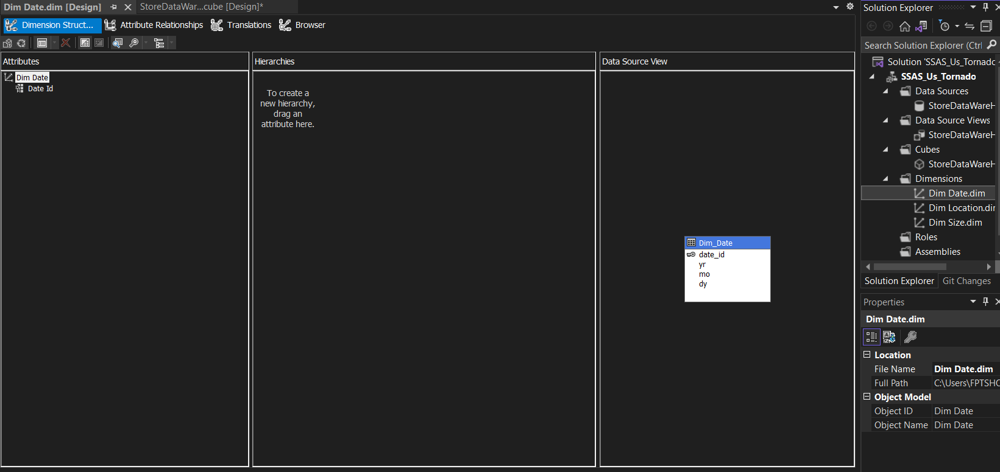 Dim Date.dim [Design]
StoreDataWar...cube [Design]*
Dimension Struct...
Attribute Relationships
Translations
Browser
Attributes
Dim Date
Date Id
Hierarchies
To create a
new hierarchy,
drag an
attribute here.
Data Source View
Dim_Date
date_id
yr
mo
dy
Solution Explorer
Search Solution Explorer (Ctrl
Solution 'SSAS_Us_Tornado
SSAS_Us_Tornado
Data Sources
StoreDataWareH
Data Source Views
StoreDataWareH
Cubes
StoreDataWareH
Dimensions
Dim Date.dim
Dim Location.dim
Dim Size.dim
Roles
Assemblies
Solution Explorer
Git Changes
Properties
Dim Date.dim
Location
File Name Dim Date.dim
Full Path C:\Users\FPTSHO
Object Model
Object ID Dim Date
Object Name Dim Date